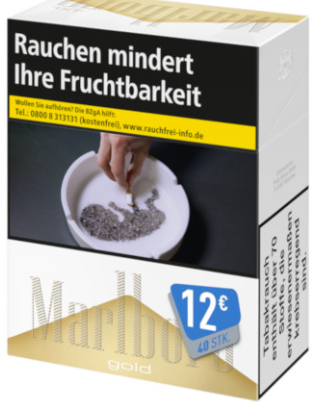 Rauchen mindert
Ihre Fruchtbarkeit
Wollen Sie aufhören? Die BZgA hilft:
Tel.: 0800 8 313131 (kostenfrei), www.rauchfrei-info.de
Marlboro
gold
12€
40 STK.
Tabakrauch
enthält über 70
Stoffe, die
erwiesenermaßen
krebserregend
sind.